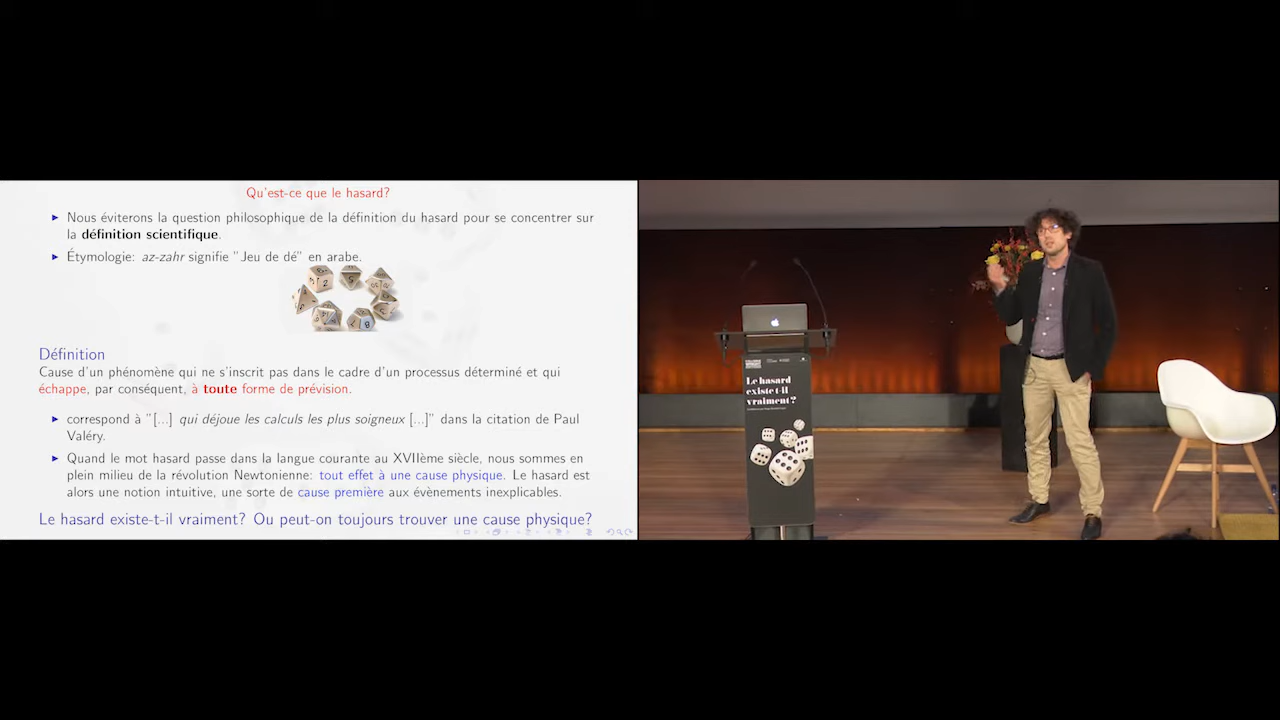 Qu'est-ce que le hasard?
► Nous éviterons la question philosophique de la définition du hasard pour se concentrer sur
la définition scientifique.
► Étymologie: az-zahr signifie "Jeu de dé" en arabe.
Définition
Cause d'un phénomène qui ne s'inscrit pas dans le cadre d'un processus déterminé et qui
échappe, par conséquent, à toute forme de prévision.
► correspond à "[...] qui déjoue les calculs les plus soigneux [...]" dans la citation de Paul
Valéry.
► Quand le mot hasard passe dans la langue courante au XVIIème siècle, nous sommes en
plein milieu de la révolution Newtonienne: tout effet à une cause physique. Le hasard est
alors une notion intuitive, une sorte de cause première aux évènements inexplicables.
Le hasard existe-t-il vraiment? Ou peut-on toujours trouver une cause physique?
Le hasard
existe t-il
vraiment ?